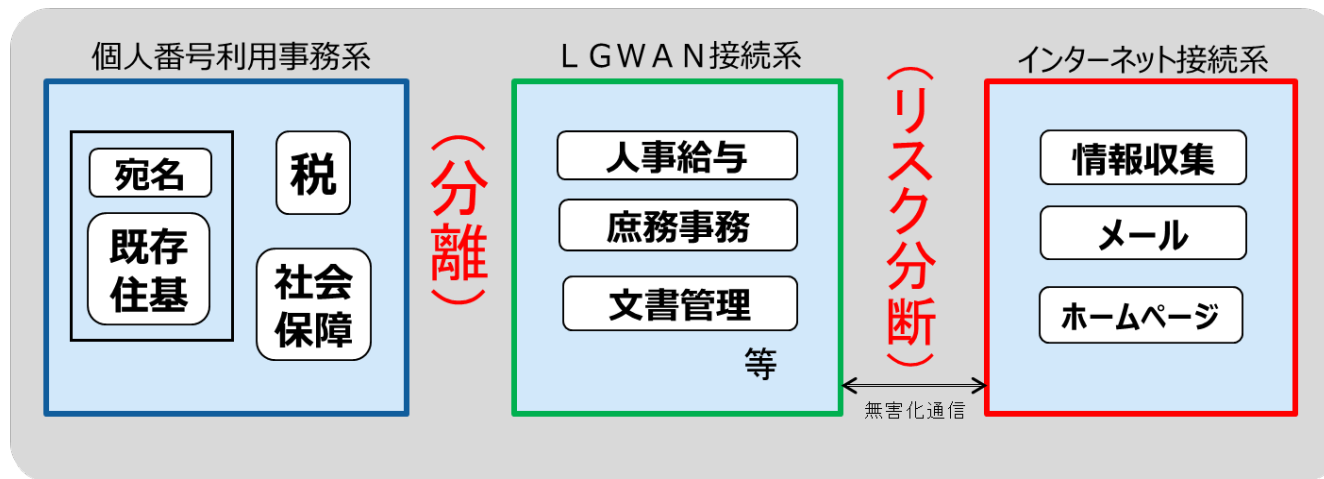 個人番号利用事務系
宛名
既存
住基
税
社会
保障
(分離)
ＬＧＷＡＮ接続系
人事給与
庶務事務
文書管理
等
(リスク分断)
無害化通信
インターネット接続系
情報収集
メール
ホームページ